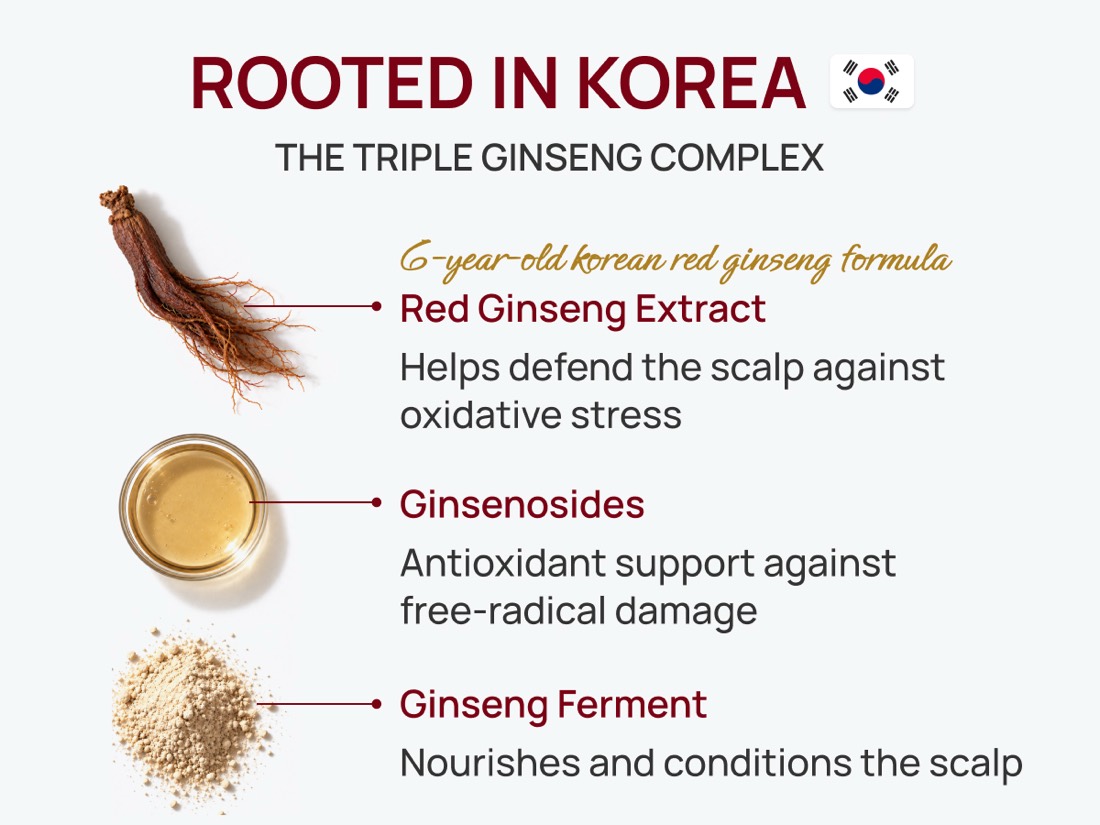 ROOTED IN KOREA
THE TRIPLE GINSENG COMPLEX
6-year-old korean red ginseng formula
Red Ginseng Extract
Helps defend the scalp against
oxidative stress
Ginsenosides
Antioxidant support against
free-radical damage
Ginseng Ferment
Nourishes and conditions the scalp